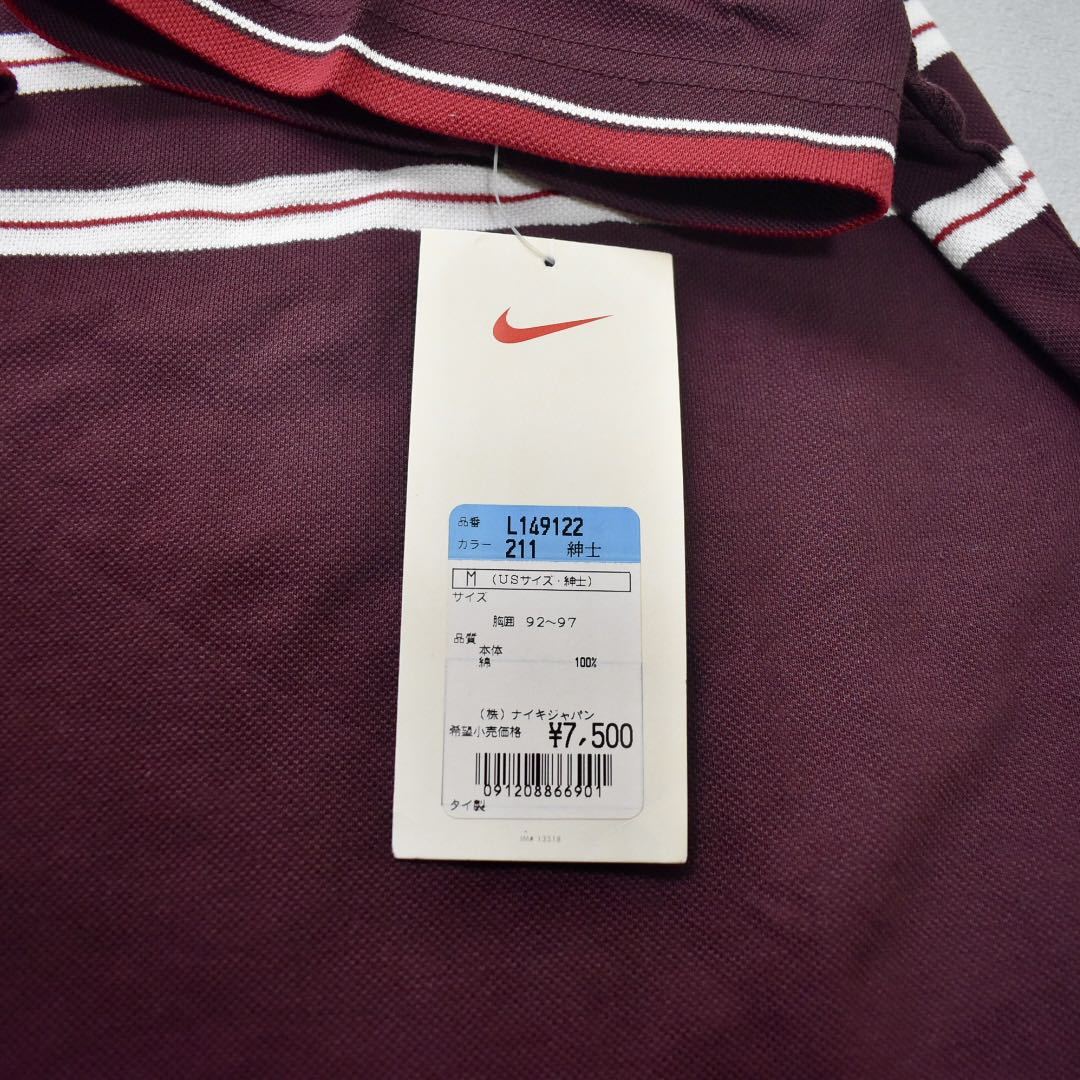 品番 L149122
カラー 211 紳士
M (USサイズ・紳士)
サイズ
胸囲 92〜97
品質
本体
綿 100%
(株)ナイキジャパン
希望小売価格 ¥7,500
091208866901
タイ製
IM# 13518